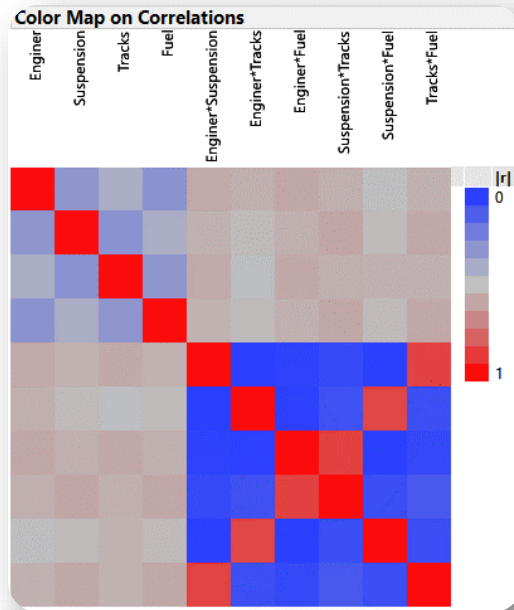 Color Map on Correlations
Enginer
Suspension
Tracks
Fuel
Enginer*Suspension
Enginer*Tracks
Enginer*Fuel
Suspension*Tracks
Suspension*Fuel
Tracks*Fuel
|r|
0
1